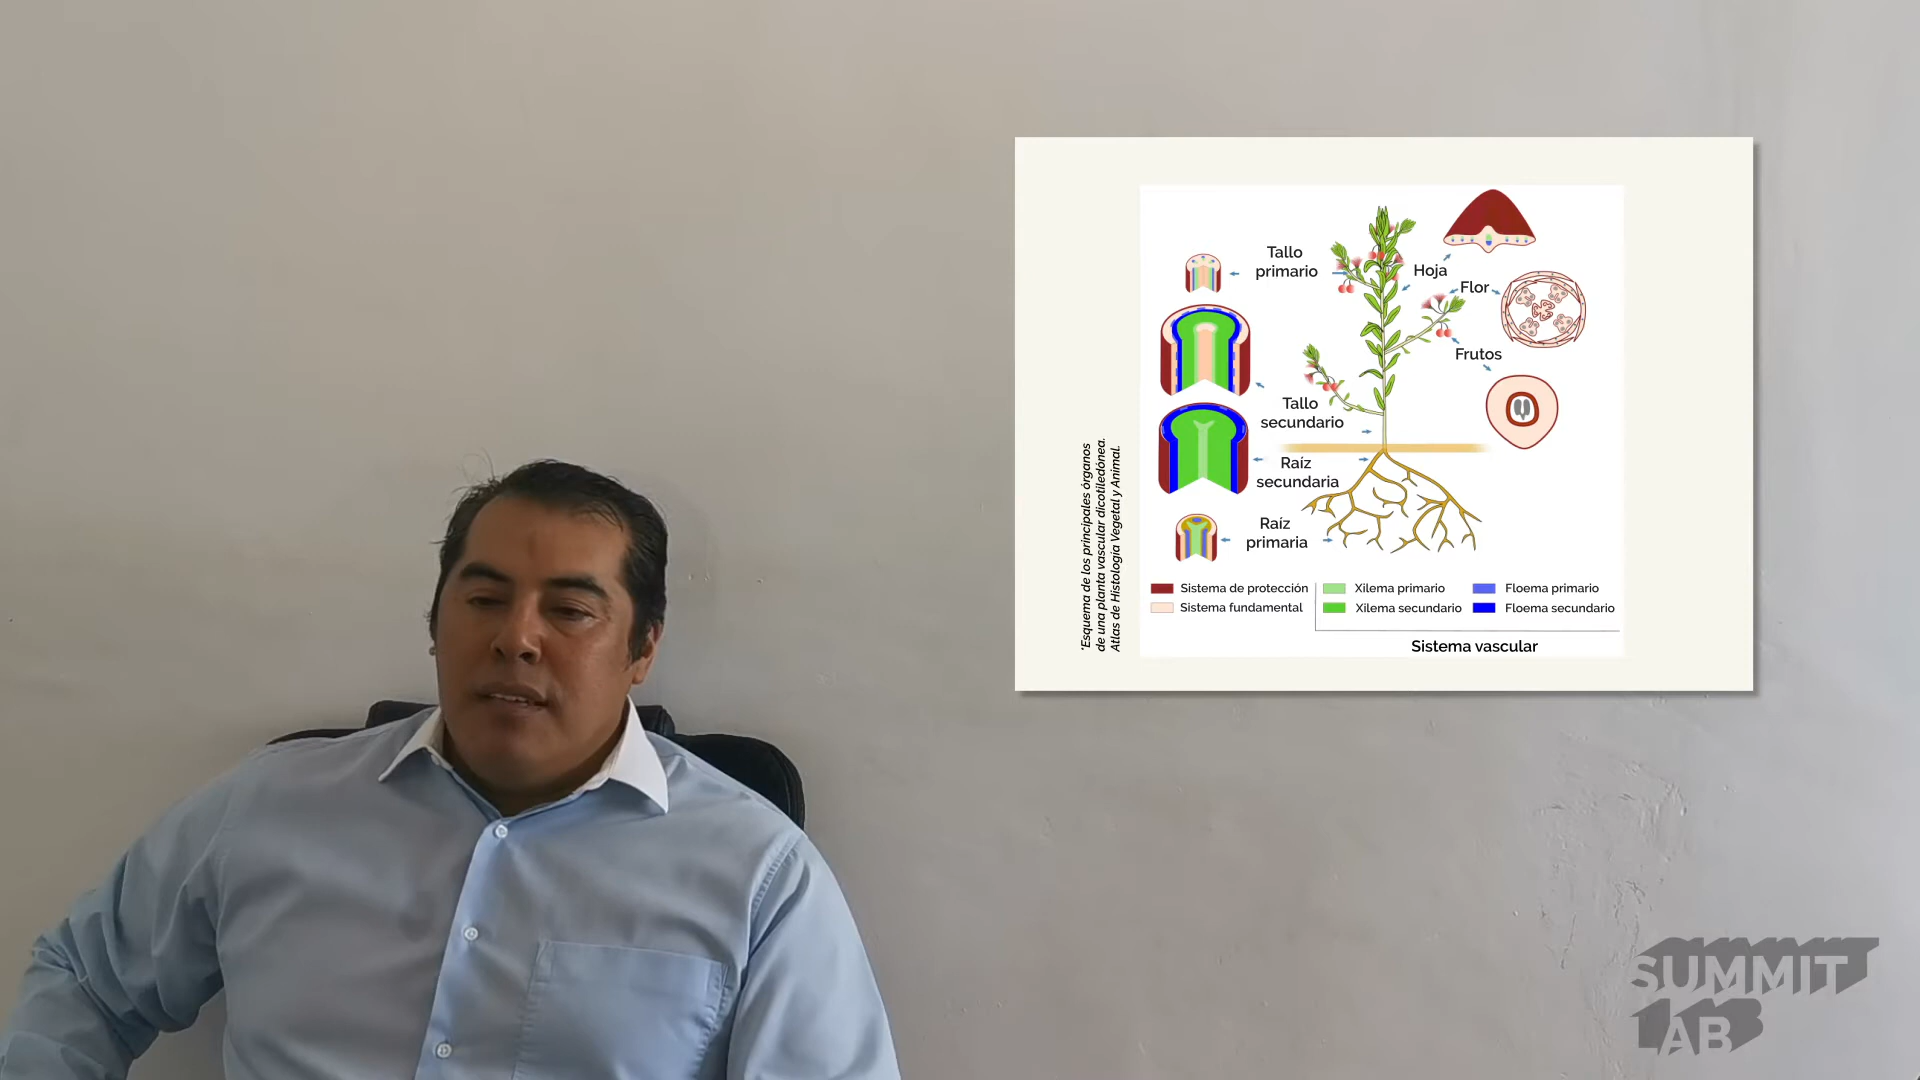 Tallo
primario
Hoja
Flor
Frutos
Tallo
secundario
Raíz
secundaria
Raíz
primaria
Sistema de protección
Xilema primario
Floema primario
Sistema fundamental
Xilema secundario
Floema secundario
Sistema vascular
*Esquema de los principales órganos
de una planta vascular dicotiledónea.
Atlas de Histología Vegetal y Animal.
SUMMIT
LAB